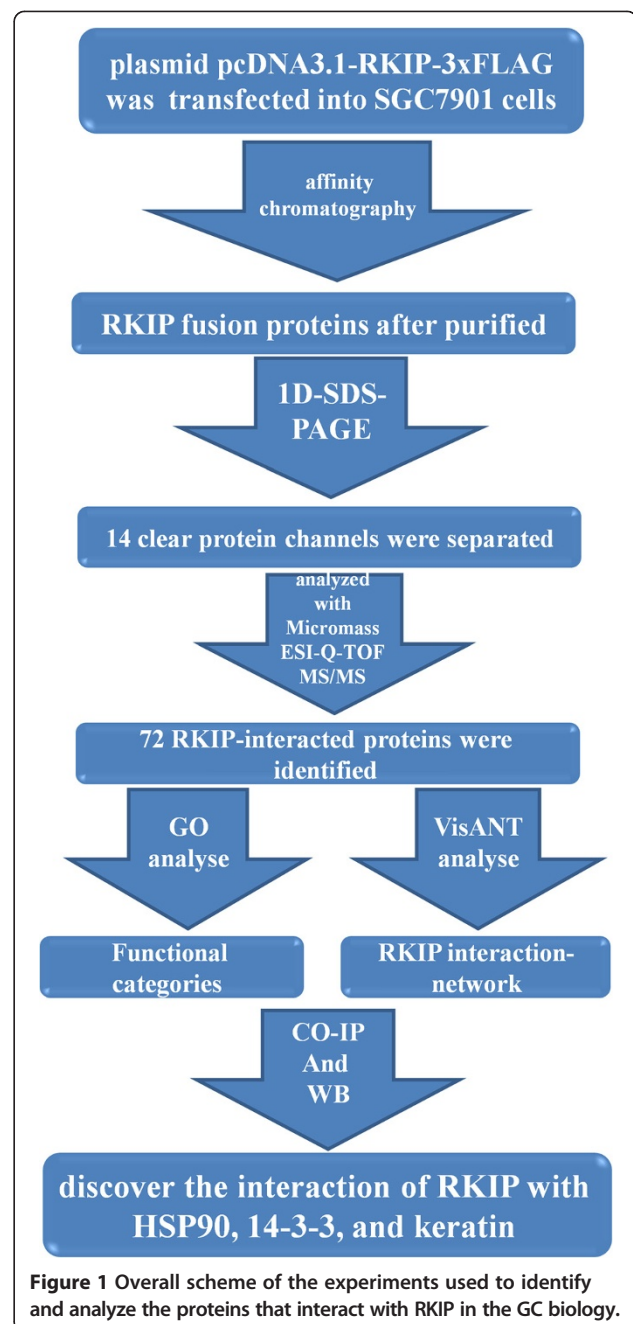 plasmid pcDNA3.1-RKIP-3xFLAG
was transfected into SGC7901 cells
affinity
chromatography
RKIP fusion proteins after purified
1D-SDS-
PAGE
14 clear protein channels were separated
analyzed
with
Micromass
ESI-Q-TOF
MS/MS
72 RKIP-interacted proteins were
identified
GO
analyse
VisANT
analyse
Functional
categories
RKIP interaction-
network
CO-IP
And
WB
discover the interaction of RKIP with
HSP90, 14-3-3, and keratin
Figure 1 Overall scheme of the experiments used to identify
and analyze the proteins that interact with RKIP in the GC biology.